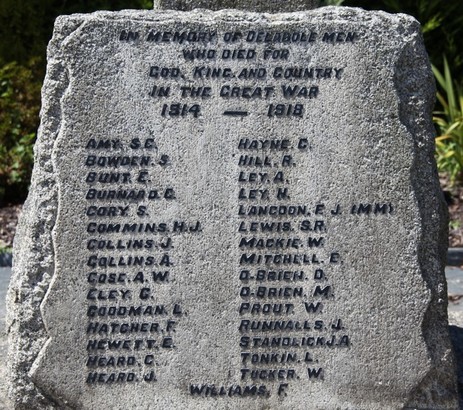 IN MEMORY OF DELABOLE MEN
WHO DIED FOR
GOD, KING, AND COUNTRY
IN THE GREAT WAR
1914 — 1918
AMY. S.C.
BOWDEN. S.
BUNT. E.
BURNARD. C.
CORY. S.
COMMINS. H.J.
COLLINS. J.
COLLINS. A.
COSE. A.W.
ELEY. G.
GOODMAN. L.
HATCHER. F.
HEWETT. E.
HEARD. C.
HEARD. J.
HAYNE. C.
HILL. R.
LEY. A.
LEY. H.
LANGDON. E. J. (MM)
LEWIS. S.R.
MACKIE. W.
MITCHELL. E.
O-BRIEN. D.
O-BRIEN. M.
PROUT. W.
RUNNALLS. J.
STANDLICK J.A.
TONKIN. L.
TUCKER. W.
WILLIAMS. F.